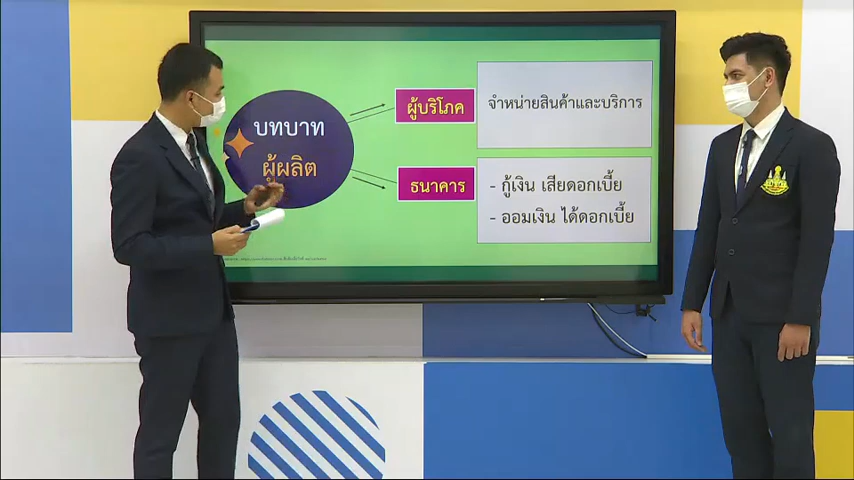 บทบาท
ผู้ผลิต
ผู้บริโภค
จำหน่ายสินค้าและบริการ
ธนาคาร
- กู้เงิน เสียดอกเบี้ย
- ออมเงิน ได้ดอกเบี้ย